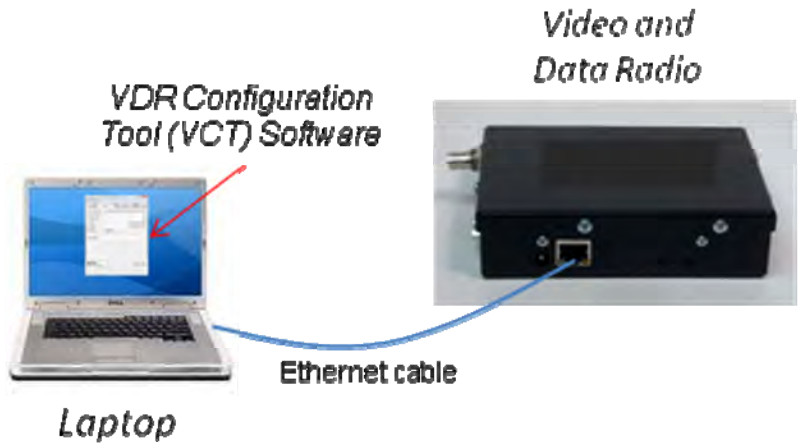 Video and
Data Radio
VDR Configuration
Tool (VCT) Software
Ethernet cable
Laptop